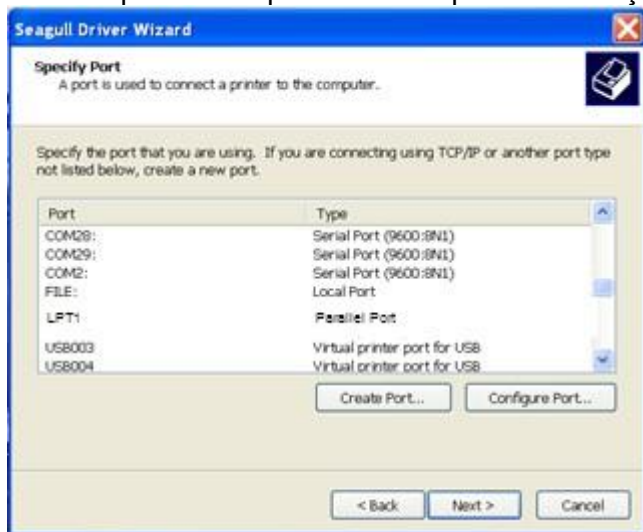 Seagull Driver Wizard
Specify Port
A port is used to connect a printer to the computer.
Specify the port that you are using. If you are connecting using TCP/IP or another port type
not listed below, create a new port.
Port Type
COM28: Serial Port (9600:8N1)
COM29: Serial Port (9600:8N1)
COM2: Serial Port (9600:8N1)
FILE: Local Port
LPT1 Parallel Port
USB003 Virtual printer port for USB
USB004 Virtual printer port for USB
Create Port... Configure Port...
< Back Next > Cancel